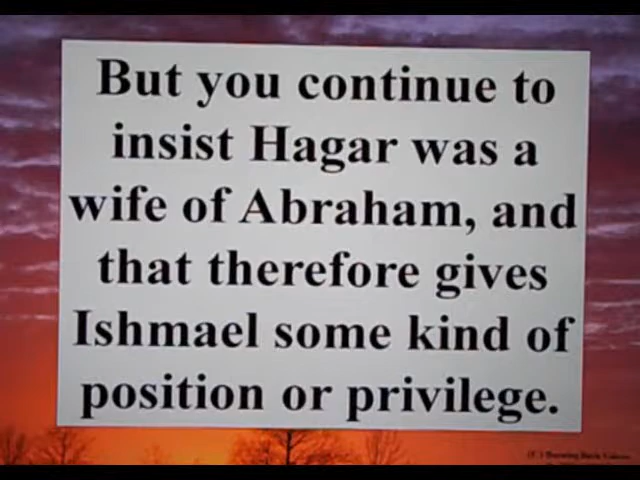 But you continue to
insist Hagar was a
wife of Abraham, and
that therefore gives
Ishmael some kind of
position or privilege.